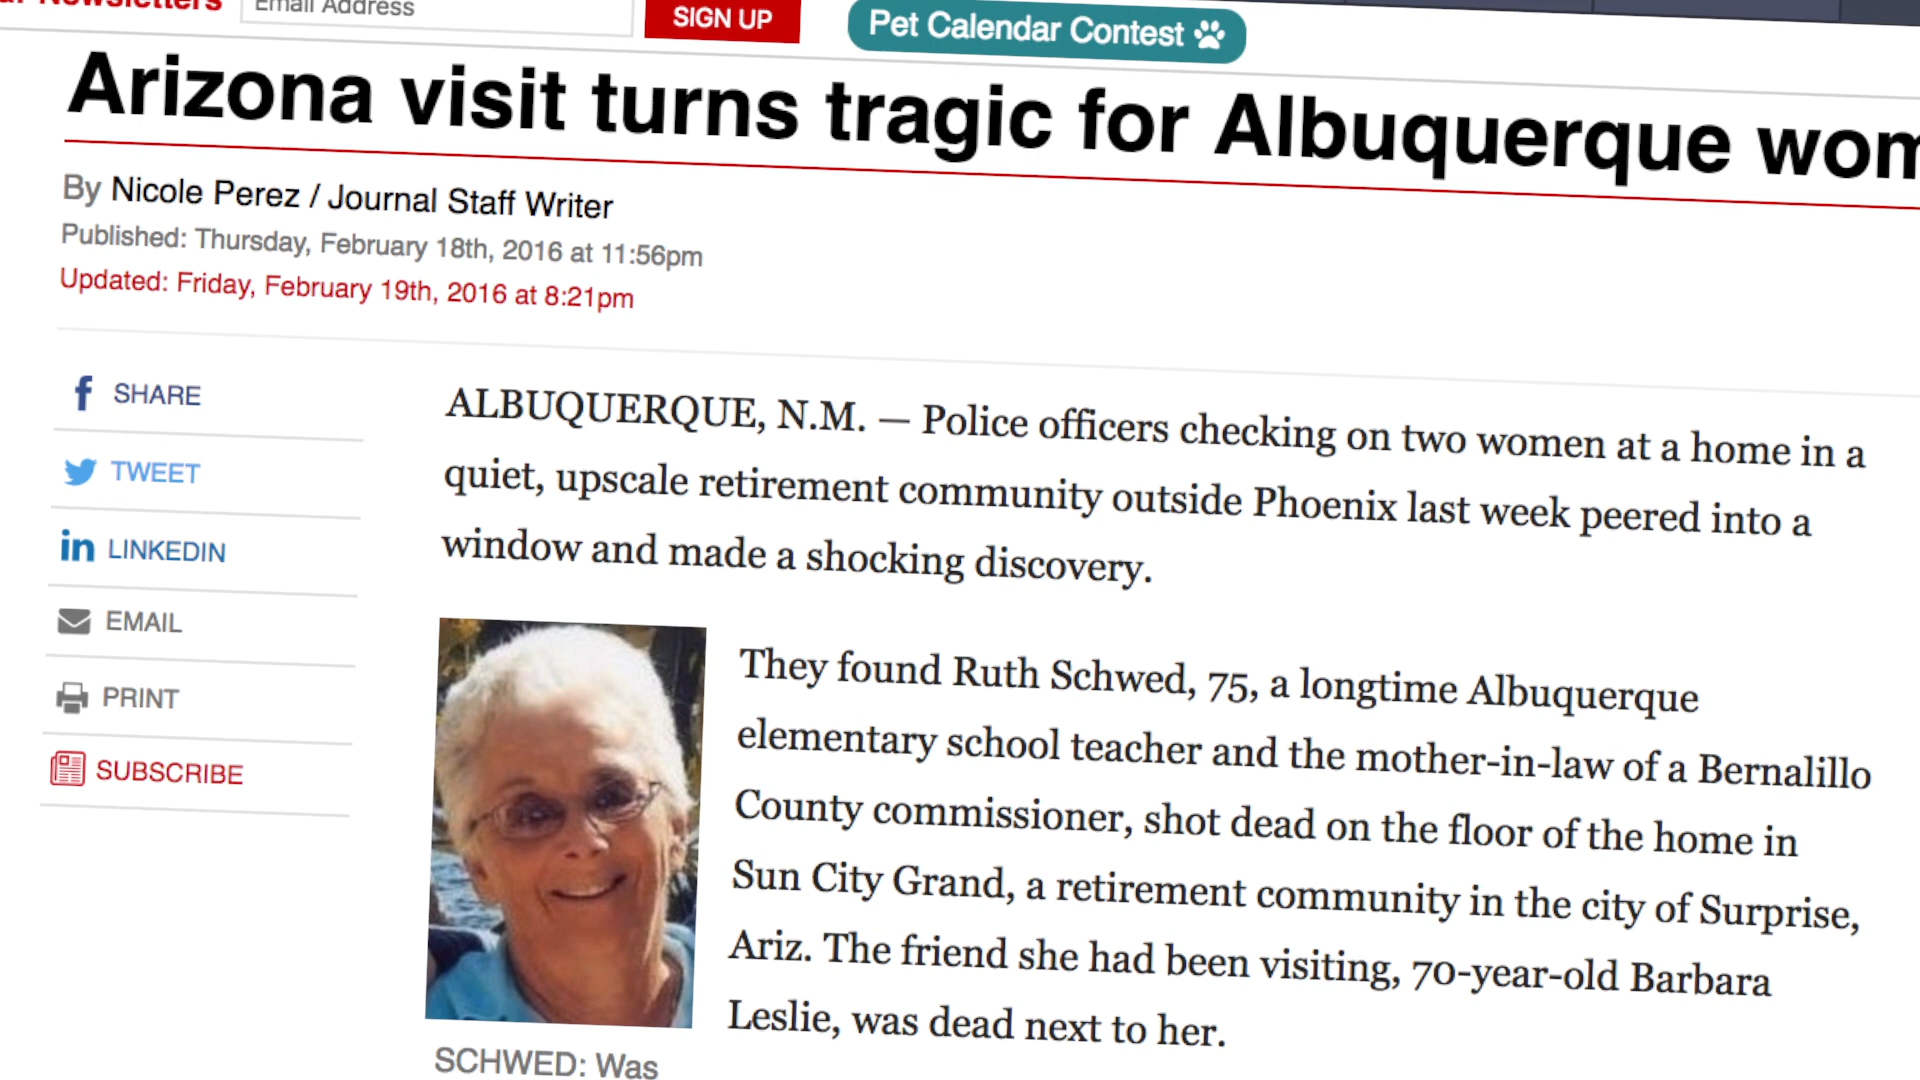 Newsletters
Email Address
SIGN UP
Pet Calendar Contest
Arizona visit turns tragic for Albuquerque
By Nicole Perez / Journal Staff Writer
Published: Thursday, February 18th, 2016 at 11:56pm
Updated: Friday, February 19th, 2016 at 8:21pm
SHARE
TWEET
LINKEDIN
EMAIL
PRINT
SUBSCRIBE
ALBUQUERQUE, N.M. — Police officers checking on two women at a home in a
quiet, upscale retirement community outside Phoenix last week peered into a
window and made a shocking discovery.
They found Ruth Schwed, 75, a longtime Albuquerque
elementary school teacher and the mother-in-law of a Bernalillo
County commissioner, shot dead on the floor of the home in
Sun City Grand, a retirement community in the city of Surprise,
Ariz. The friend she had been visiting, 70-year-old Barbara
Leslie, was dead next to her.
SCHWED: Was